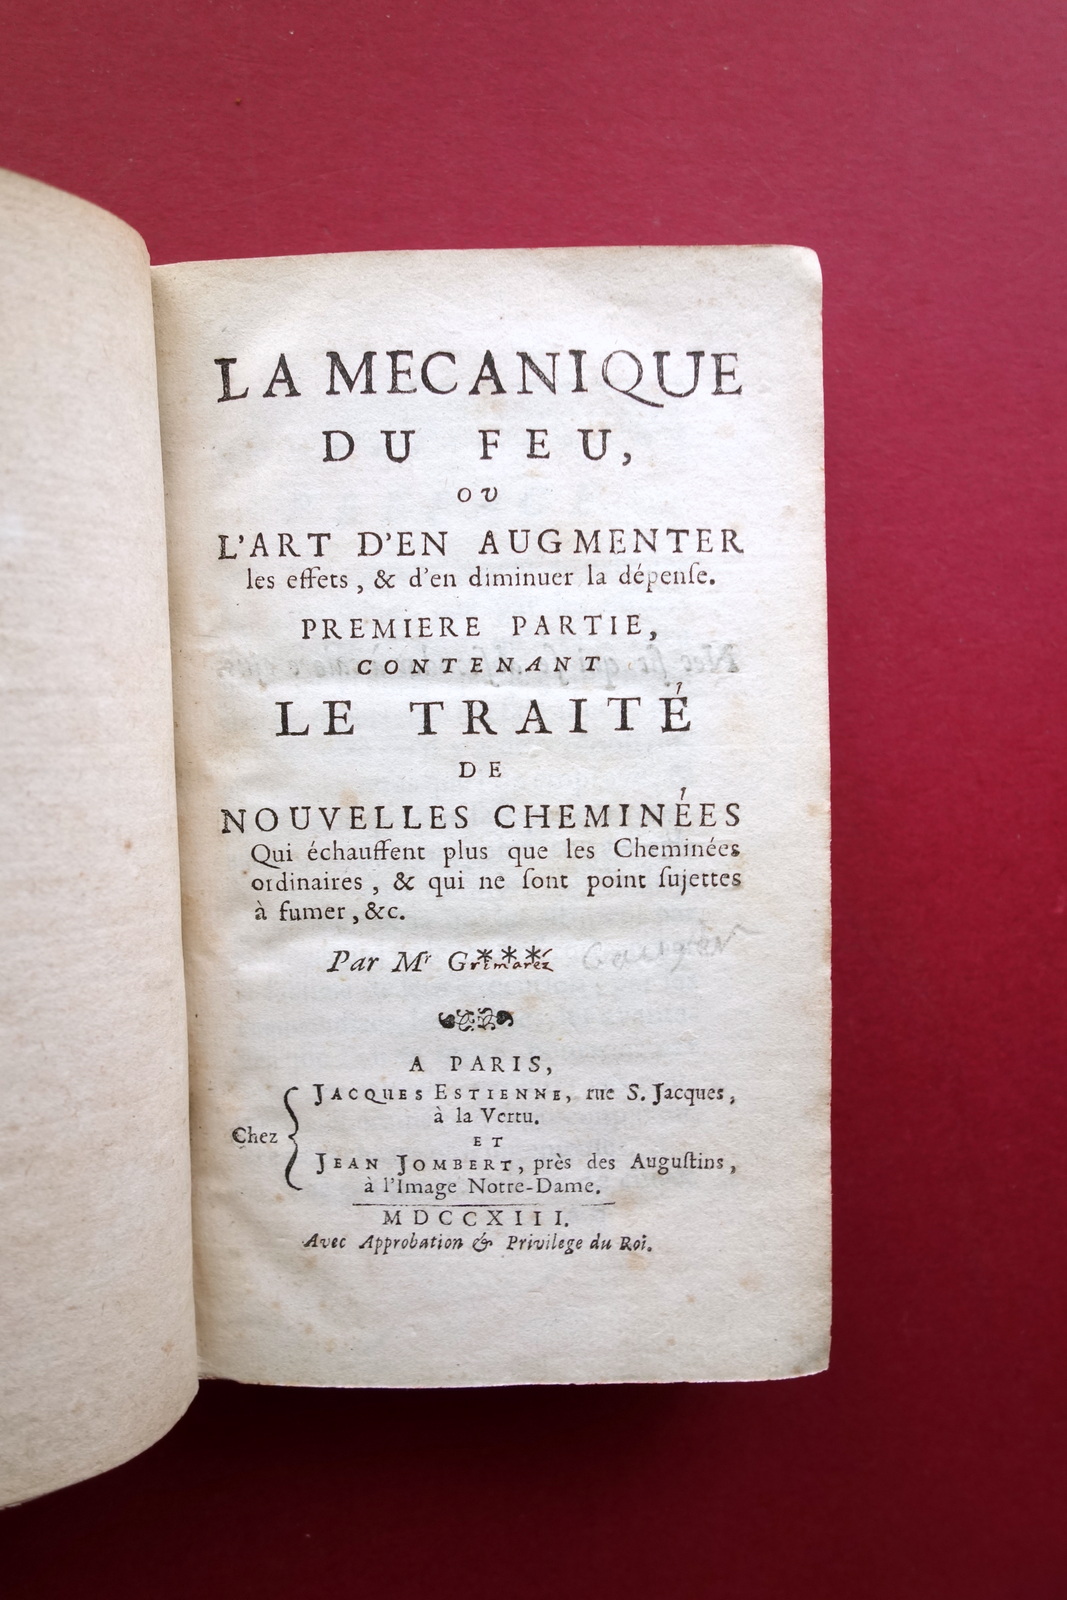 LA MECANIQUE
DU FEU,
OU
L'ART D'EN AUGMENTER
les effets, & d'en diminuer la dépenſe.
PREMIERE PARTIE,
CONTENANT
LE TRAITÉ
DE
NOUVELLES CHEMINÉES
Qui échauffent plus que les Cheminées
ordinaires, & qui ne ſont point ſujettes
à fumer, &c.
Par Mr G***
A PARIS,
Chez
JACQUES ESTIENNE, rue S. Jacques,
à la Vertu.
ET
JEAN JOMBERT, près des Auguſtins,
à l'Image Notre-Dame.
MDCCXIII.
Avec Approbation & Privilege du Roi.